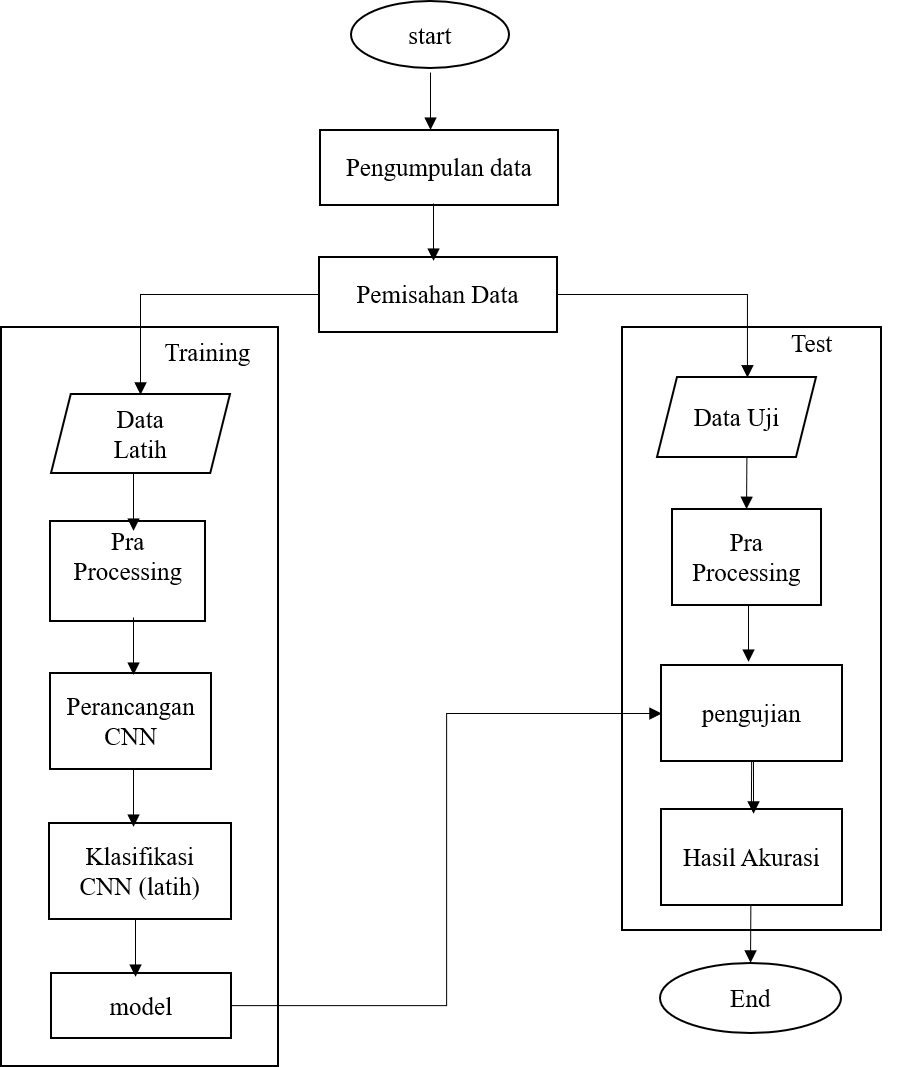 start
Pengumpulan data
Pemisahan Data
Training
Data
Latih
Pra
Processing
Perancangan
CNN
Klasifikasi
CNN (latih)
model
Test
Data Uji
Pra
Processing
pengujian
Hasil Akurasi
End